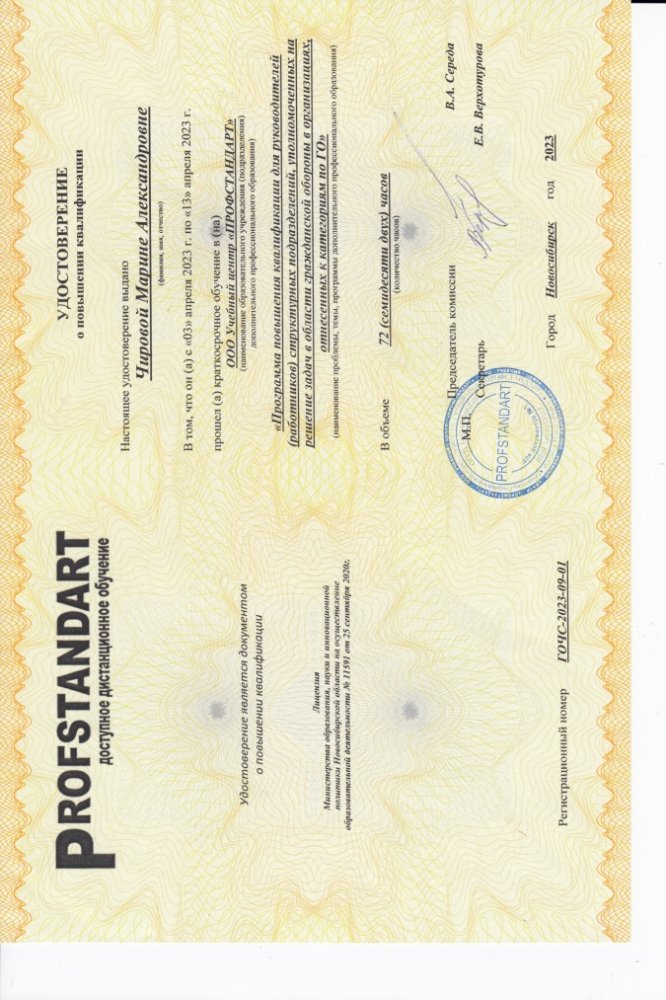 PROFSTANDART
доступное дистанционное обучение
Удостоверение является документом
о повышении квалификации
Лицензия
Министерства образования, науки и инновационной
политики Новосибирской области на осуществление
образовательной деятельности № 11591 от 25 сентября 2020г.
Регистрационный номер ГОЧС-2023-09-01
УДОСТОВЕРЕНИЕ
о повышении квалификации
Настоящее удостоверение выдано
Чировой Марине Александровне
(фамилия, имя, отчество)
В том, что он (а) с «03» апреля 2023 г. по «13» апреля 2023 г.
прошел (а) краткосрочное обучение в (на)
ООО Учебный центр «ПРОФСТАНДАРТ»
(наименование образовательного учреждения (подразделения)
дополнительного профессионального образования)
«Программа повышения квалификации для руководителей
(работников) структурных подразделений, уполномоченных на
решение задач в области гражданской обороны в организациях,
отнесенных к категориям по ГО»
(наименование проблемы, темы, программы дополнительного профессионального образования)
В объеме 72 (семидесяти двух) часов
(количество часов)
Председатель комиссии В.А. Середа
М.П. Секретарь Е.В. Верхотурова
PROFSTANDART
Для документов
Город Новосибирск год 2023